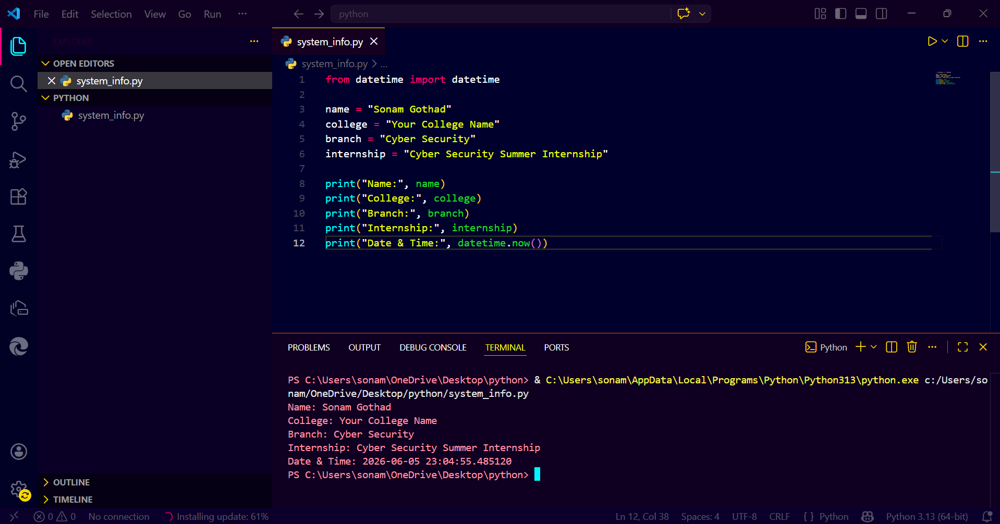 File Edit Selection View Go Run ···
python
EXPLORER ···
OPEN EDITORS
system_info.py
PYTHON
system_info.py
OUTLINE
TIMELINE
system_info.py
system_info.py > ...
1 from datetime import datetime
2
3 name = "Sonam Gothad"
4 college = "Your College Name"
5 branch = "Cyber Security"
6 internship = "Cyber Security Summer Internship"
7
8 print("Name:", name)
9 print("College:", college)
10 print("Branch:", branch)
11 print("Internship:", internship)
12 print("Date & Time:", datetime.now())
PROBLEMS OUTPUT DEBUG CONSOLE TERMINAL PORTS
Python
PS C:\Users\sonam\OneDrive\Desktop\python> & C:\Users\sonam\AppData\Local\Programs\Python\Python313\python.exe c:/Users/so
nam/OneDrive/Desktop/python/system_info.py
Name: Sonam Gothad
College: Your College Name
Branch: Cyber Security
Internship: Cyber Security Summer Internship
Date & Time: 2026-06-05 23:04:55.485120
PS C:\Users\sonam\OneDrive\Desktop\python>
0 0 No connection Installing update: 61% Ln 12, Col 38 Spaces: 4 UTF-8 CRLF { } Python Python 3.13 (64-bit)